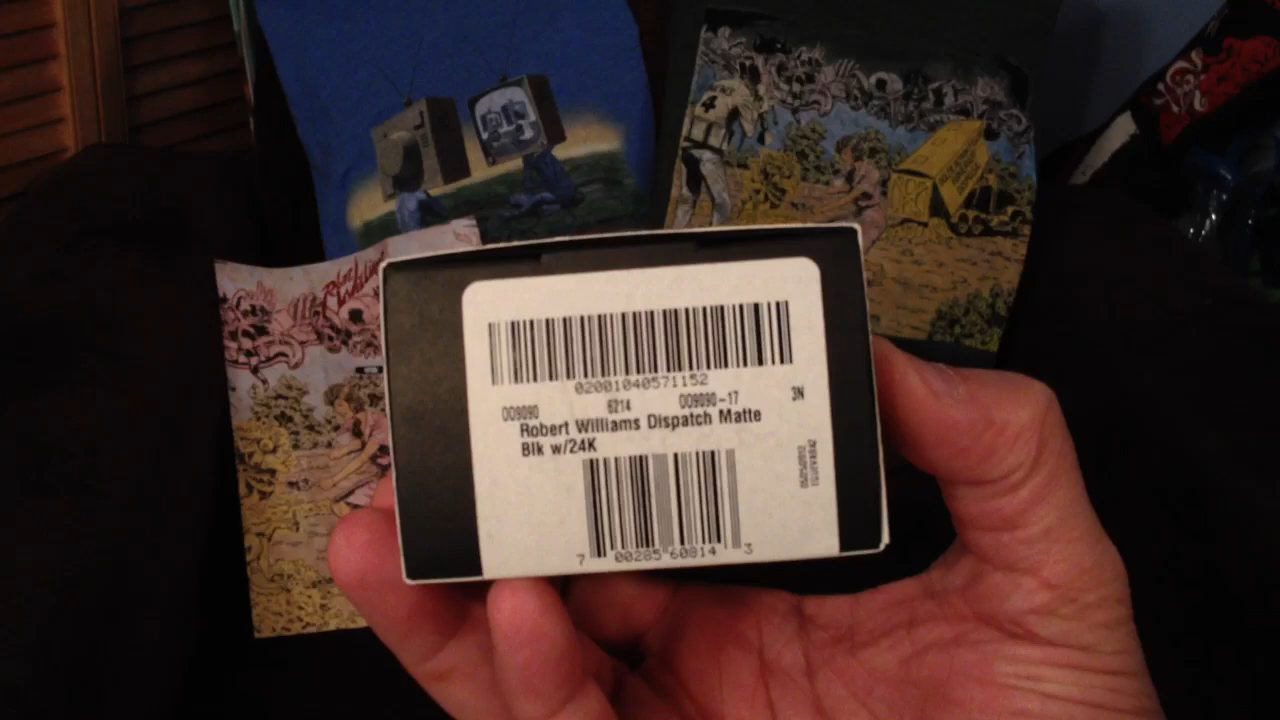 02001040571152
009090 6214 009090-17 3N
Robert Williams Dispatch Matte
Blk w/24K
7 00285 60814 3